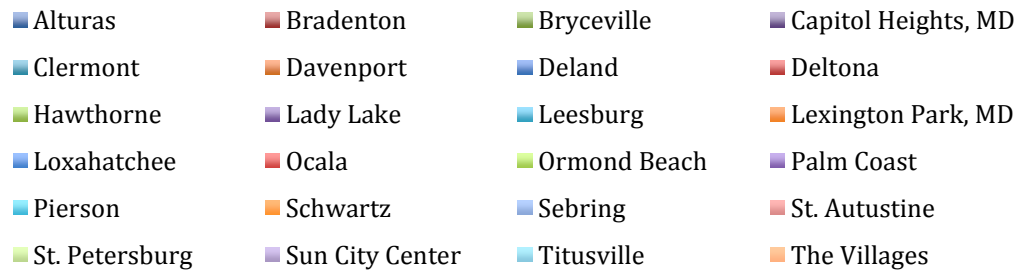 Alturas Bradenton Bryceville Capitol Heights, MD
Clermont Davenport Deland Deltona
Hawthorne Lady Lake Leesburg Lexington Park, MD
Loxahatchee Ocala Ormond Beach Palm Coast
Pierson Schwartz Sebring St. Autustine
St. Petersburg Sun City Center Titusville The Villages